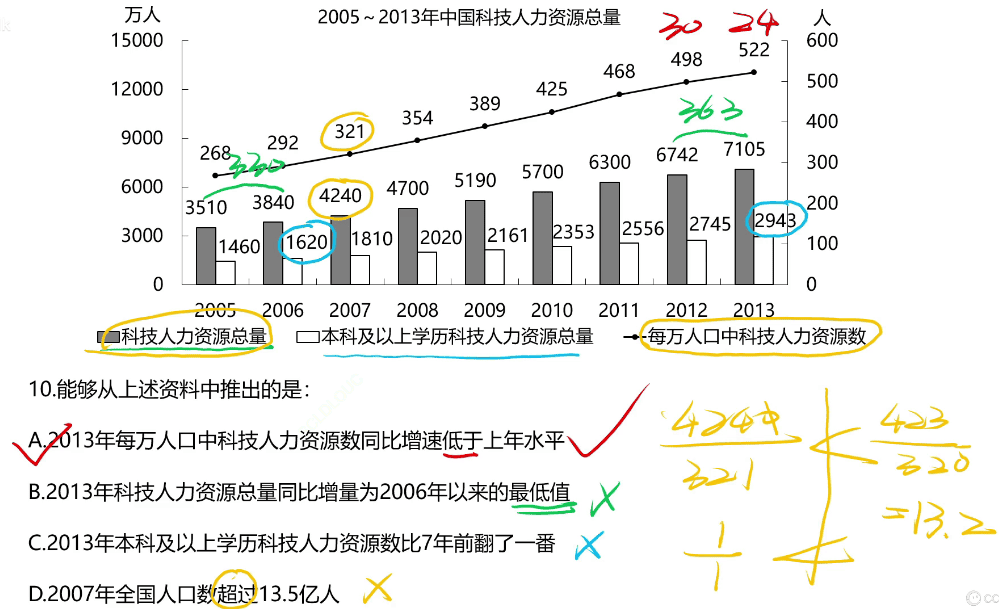 万人
2005～2013年中国科技人力资源总量
30 24
人
15000
12000
9000
6000
3000
0
600
500
400
300
200
100
0
268 292 321 354 389 425 468 498 522
330
363
3510 3840 4240 4700 5190 5700 6300 6742 7105
1460 1620 1810 2020 2161 2353 2556 2745 2943
2005 2006 2007 2008 2009 2010 2011 2012 2013
科技人力资源总量 本科及以上学历科技人力资源总量 每万人口中科技人力资源数
10.能够从上述资料中推出的是：
A.2013年每万人口中科技人力资源数同比增速低于上年水平
B.2013年科技人力资源总量同比增量为2006年以来的最低值
C.2013年本科及以上学历科技人力资源数比7年前翻了一番
D.2007年全国人口数超过13.5亿人
321
1
1
423
320
=13.2
CC